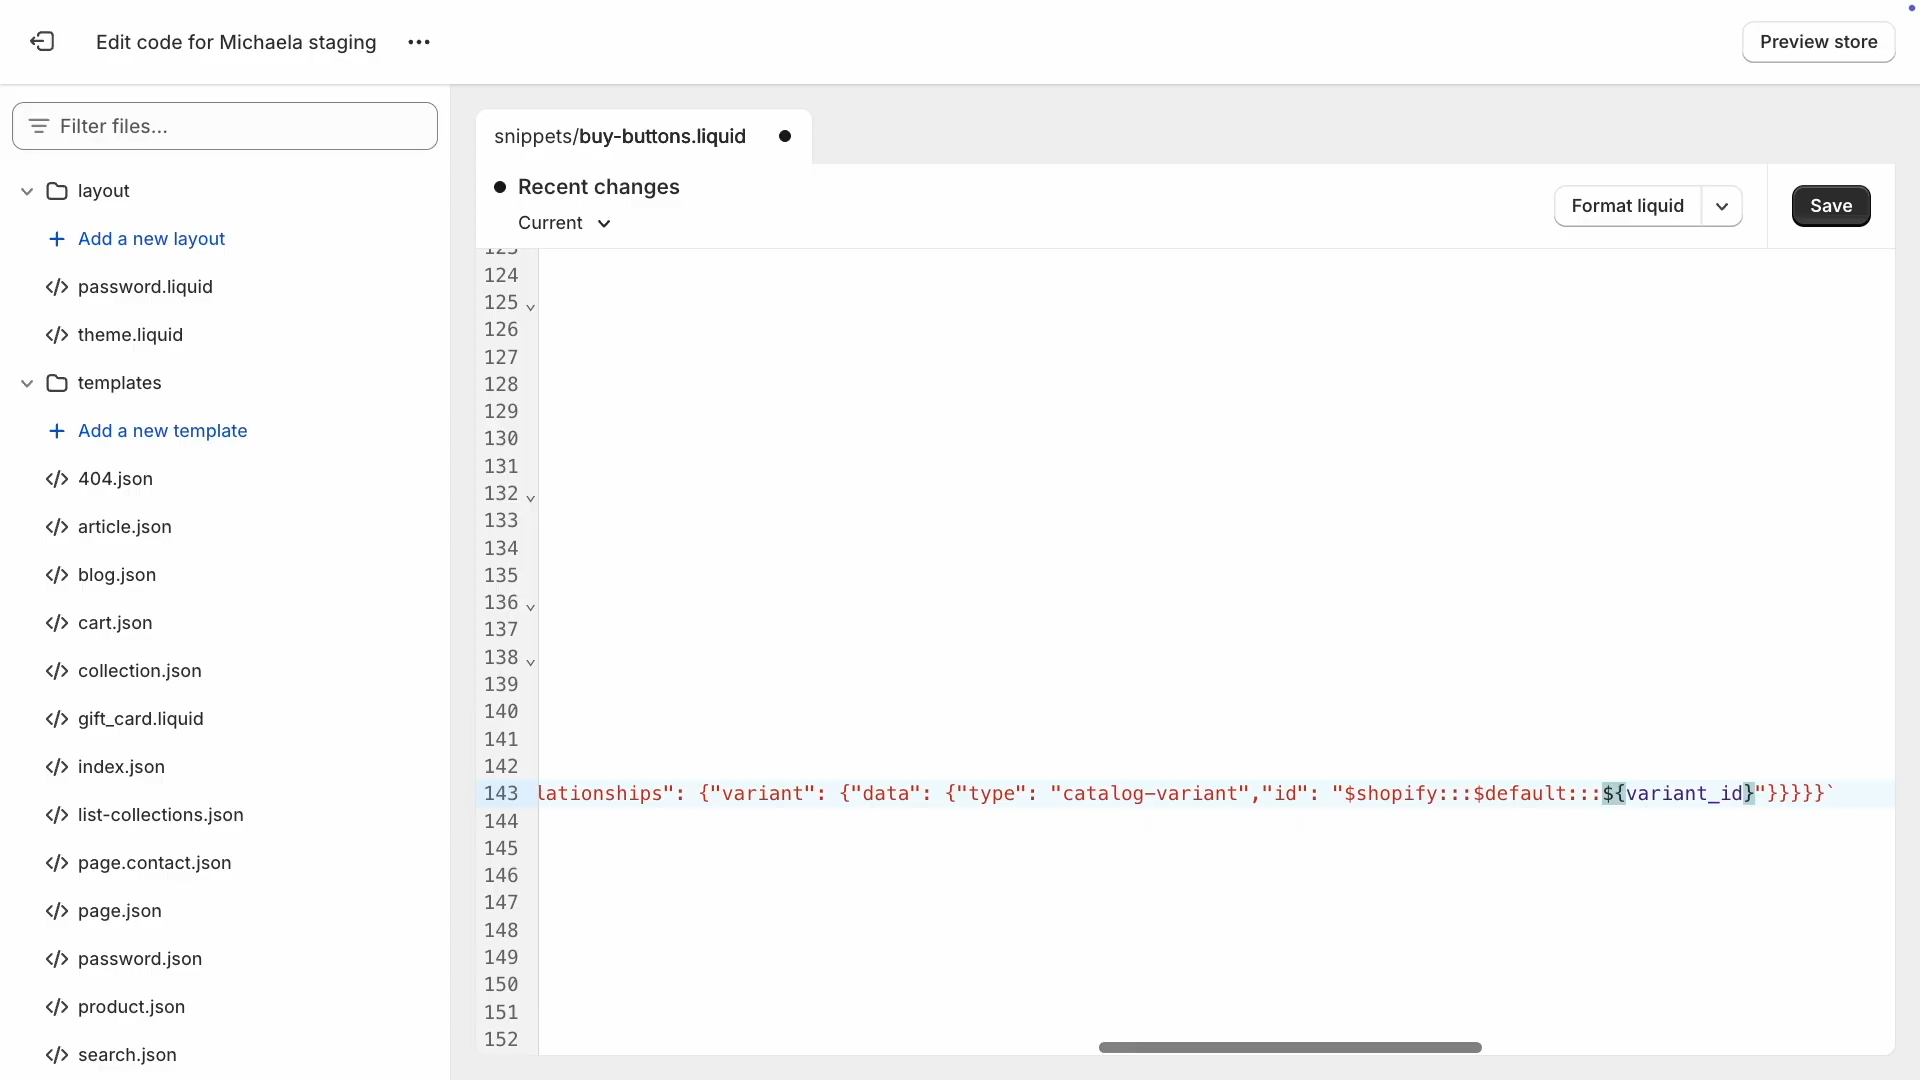 Edit code for Michaela staging
Preview store
Filter files...
layout
Add a new layout
password.liquid
theme.liquid
templates
Add a new template
404.json
article.json
blog.json
cart.json
collection.json
gift_card.liquid
index.json
list-collections.json
page.contact.json
page.json
password.json
product.json
search.json
snippets/buy-buttons.liquid
Recent changes
Current
Format liquid
Save
123
124
125
126
127
128
129
130
131
132
133
134
135
136
137
138
139
140
141
142
143 lationships": {"variant": {"data": {"type": "catalog-variant","id": "$shopify:::$default:::${variant_id}"}}}}}`
144
145
146
147
148
149
150
151
152